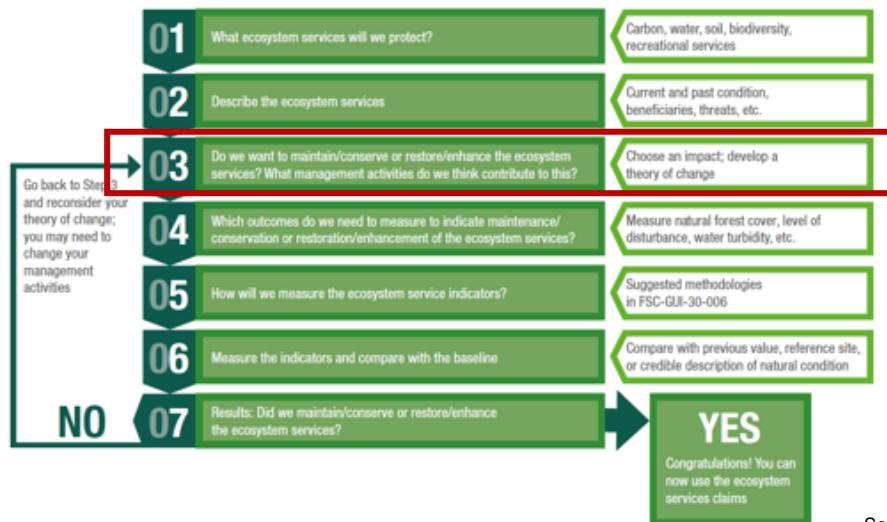 01
What ecosystem services will we protect?
Carbon, water, soil, biodiversity,
recreational services
02
Describe the ecosystem services
Current and past condition,
beneficiaries, threats, etc.
03
Do we want to maintain/conserve or restore/enhance the ecosystem
services? What management activities do we think contribute to this?
Choose an impact; develop a
theory of change
Go back to Step 3
and reconsider your
theory of change;
you may need to
change your
management
activities
04
Which outcomes do we need to measure to indicate maintenance/
conservation or restoration/enhancement of the ecosystem services?
Measure natural forest cover, level of
disturbance, water turbidity, etc.
05
How will we measure the ecosystem service indicators?
Suggested methodologies
in FSC-GUI-30-006
06
Measure the indicators and compare with the baseline
Compare with previous value, reference site,
or credible description of natural condition
NO
07
Results: Did we maintain/conserve or restore/enhance
the ecosystem services?
YES
Congratulations! You can
now use the ecosystem
services claims